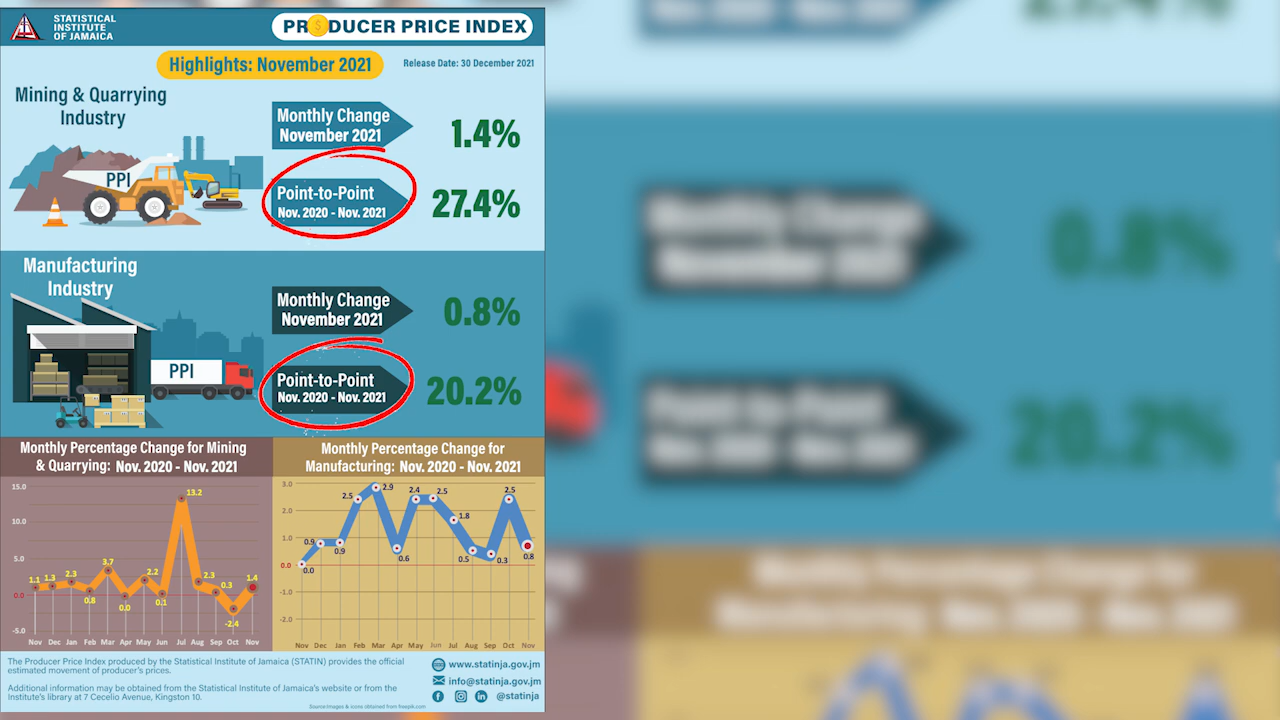 STATISTICAL
INSTITUTE
OF JAMAICA
PRODUCER PRICE INDEX
Highlights: November 2021
Release Date: 30 December 2021
Mining & Quarrying
Industry
Monthly Change
November 2021
1.4%
PPI
Point-to-Point
Nov. 2020 - Nov. 2021
27.4%
Manufacturing
Industry
Monthly Change
November 2021
0.8%
PPI
Point-to-Point
Nov. 2020 - Nov. 2021
20.2%
Monthly Percentage Change for Mining
& Quarrying: Nov. 2020 - Nov. 2021
15.0
10.0
5.0
0.0
-5.0
1.1
1.3
2.3
0.8
3.7
0.0
2.2
0.1
13.2
2.3
0.3
-2.4
1.4
Nov Dec Jan Feb Mar Apr May Jun Jul Aug Sep Oct Nov
Monthly Percentage Change for
Manufacturing: Nov. 2020 - Nov. 2021
3.0
2.0
1.0
0.0
-1.0
-2.0
0.0
0.9
0.9
2.5
2.9
0.6
2.4
2.5
1.8
0.5
0.3
2.5
0.8
Nov Dec Jan Feb Mar Apr May Jun Jul Aug Sep Oct Nov
The Producer Price Index produced by the Statistical Institute of Jamaica (STATIN) provides the official
estimated movement of producer's prices.
Additional information may be obtained from the Statistical Institute of Jamaica's website or from the
Institute's library at 7 Cecelio Avenue, Kingston 10.
www.statinja.gov.jm
info@statinja.gov.jm
@statinja
Source:Images & icons obtained from freepik.com
0.8%
20.2%